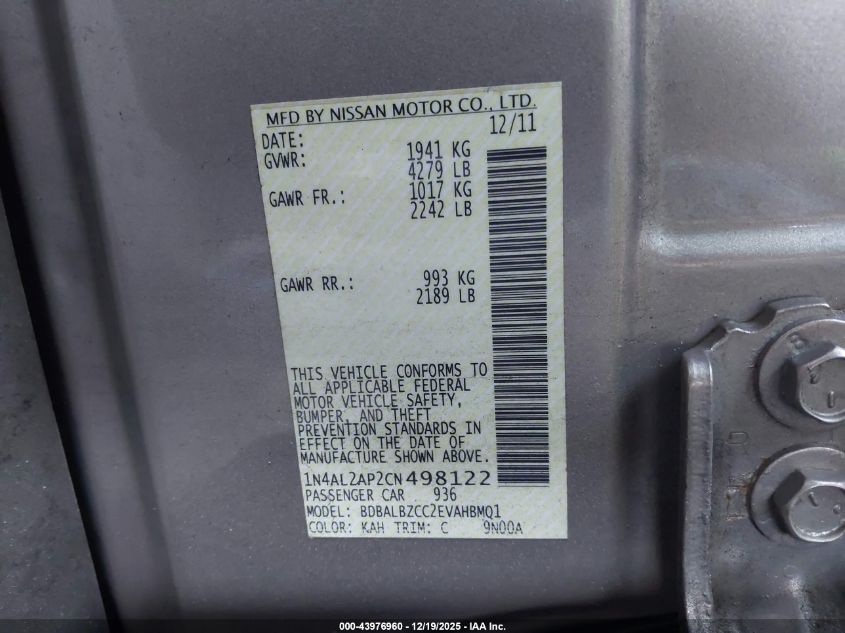 MFD BY NISSAN MOTOR CO., LTD.
DATE: 12/11
GVWR: 1941 KG
4279 LB
GAWR FR.: 1017 KG
2242 LB
GAWR RR.: 993 KG
2189 LB
THIS VEHICLE CONFORMS TO
ALL APPLICABLE FEDERAL
MOTOR VEHICLE SAFETY,
BUMPER, AND THEFT
PREVENTION STANDARDS IN
EFFECT ON THE DATE OF
MANUFACTURE SHOWN ABOVE.
1N4AL2AP2CN498122
PASSENGER CAR 936
MODEL: BDBALBZCC2EVAHBMQ1
COLOR: KAH TRIM: C 9N00A
000-43976960 - 12/19/2025 - IAA Inc.